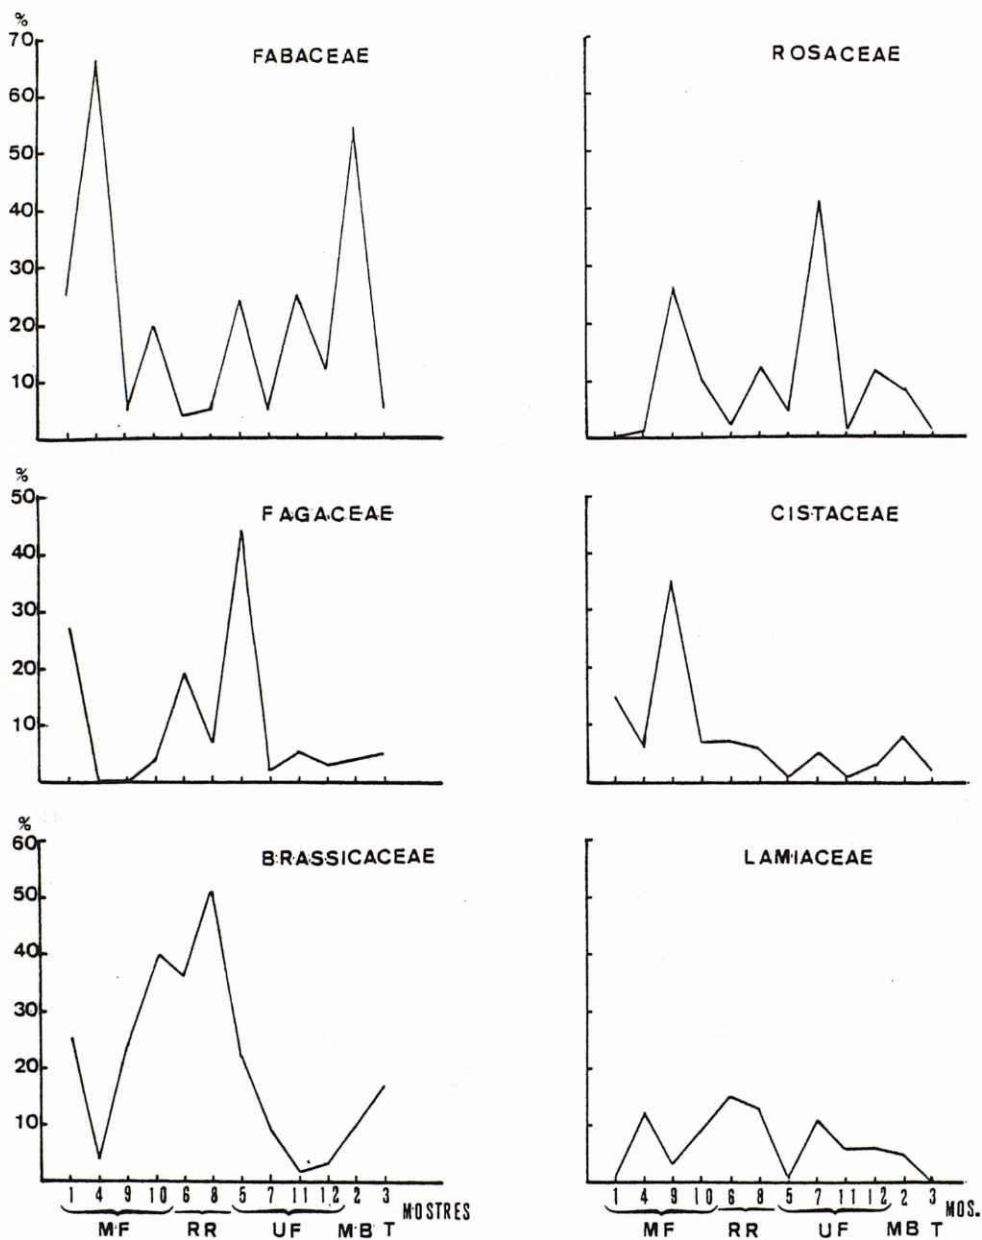 %
70
60
50
40
30
20
10
FABACEAE
ROSACEAE
%
50
40
30
20
10
FAGACEAE
CISTACEAE
%
60
50
40
30
20
10
BRASSICACEAE
LAMIACEAE
1 4 9 10 6 8 5 7 11 12 2 3 MOSTRES
MF RR UF MB T
1 4 9 10 6 8 5 7 11 12 2 3 MOS.
MF RR UF MB T